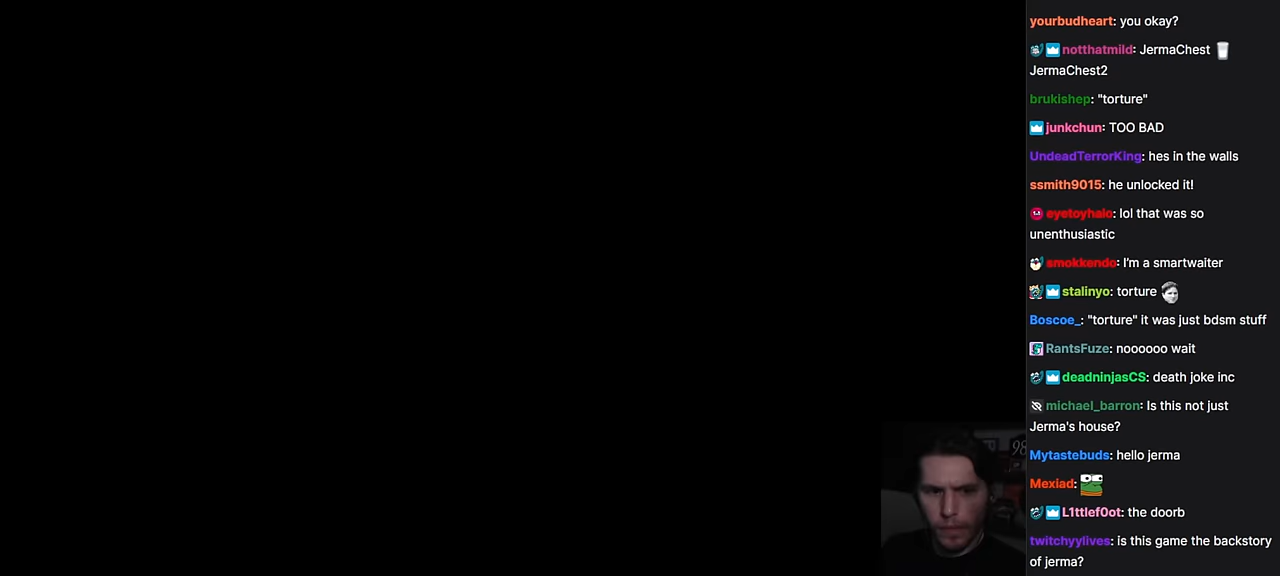 yourbudheart: you okay?
notthatmild: JermaChest
JermaChest2
brukishep: "torture"
junkchun: TOO BAD
UndeadTerrorKing: hes in the walls
ssmith9015: he unlocked it!
eyetoyhalo: lol that was so
unenthusiastic
smokkendo: I'm a smartwaiter
stalinyo: torture
Boscoe_: "torture" it was just bdsm stuff
RantsFuze: noooooo wait
deadninjasCS: death joke inc
michael_barron: Is this not just
Jerma's house?
Mytastebuds: hello jerma
98
Mexiad:
L1ttlef0ot: the doorb
twitchyylives: is this game the backstory
of jerma?